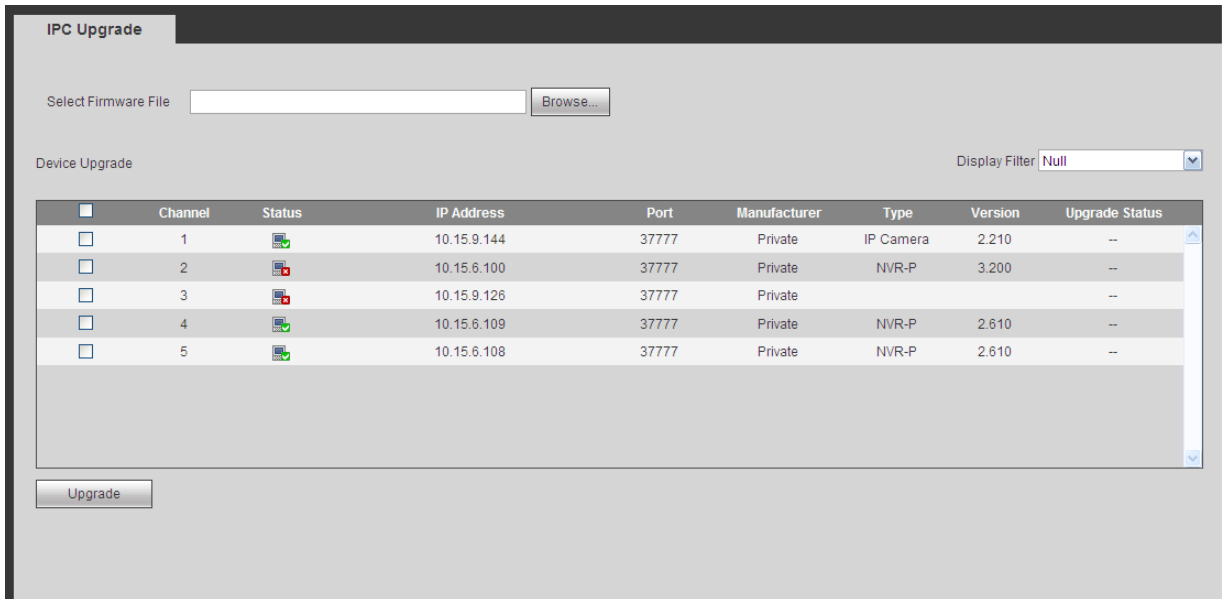 IPC Upgrade
Select Firmware File Browse...
Device Upgrade Display Filter Null
Channel Status IP Address Port Manufacturer Type Version Upgrade Status
1 10.15.9.144 37777 Private IP Camera 2.210 --
2 10.15.6.100 37777 Private NVR-P 3.200 --
3 10.15.9.126 37777 Private --
4 10.15.6.109 37777 Private NVR-P 2.610 --
5 10.15.6.108 37777 Private NVR-P 2.610 --
Upgrade